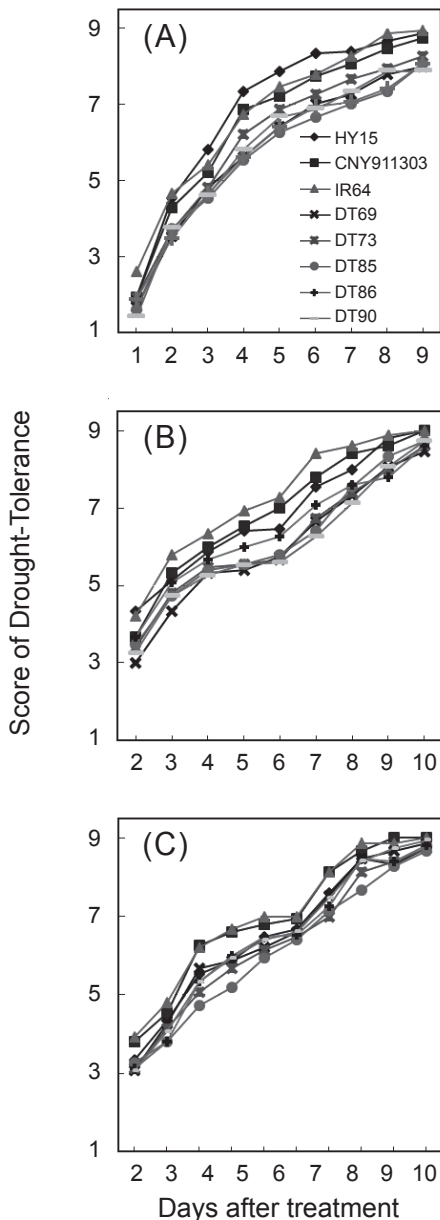 Score of Drought-Tolerance
(A)
9
7
5
3
1
1 2 3 4 5 6 7 8 9
HY15
CNY911303
IR64
DT69
DT73
DT85
DT86
DT90
(B)
9
7
5
3
1
2 3 4 5 6 7 8 9 10
(C)
9
7
5
3
1
2 3 4 5 6 7 8 9 10
Days after treatment